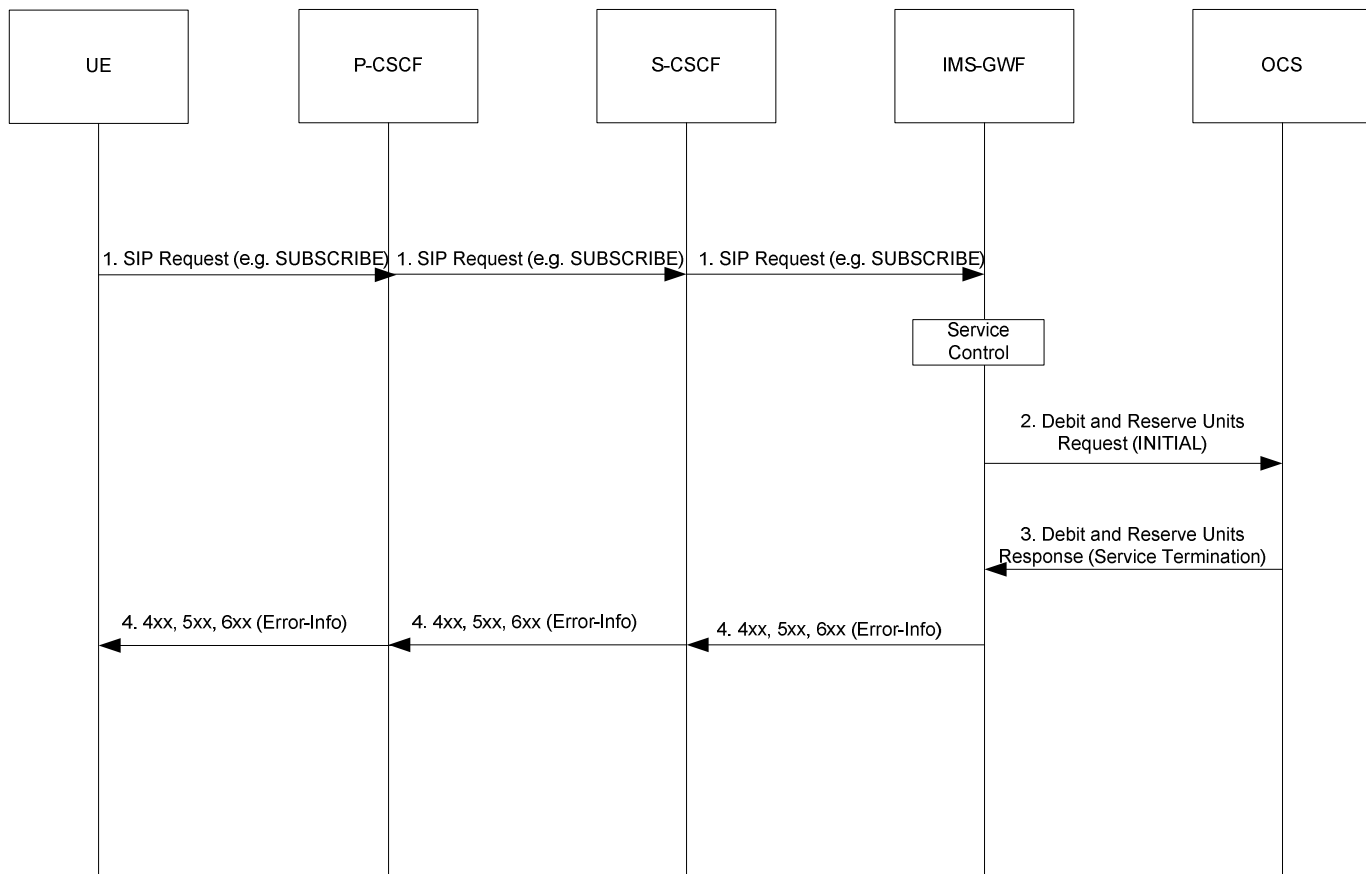 UE
P-CSCF
S-CSCF
IMS-GWF
OCS
1. SIP Request (e.g. SUBSCRIBE)
1. SIP Request (e.g. SUBSCRIBE)
1. SIP Request (e.g. SUBSCRIBE)
Service
Control
2. Debit and Reserve Units
Request (INITIAL)
3. Debit and Reserve Units
Response (Service Termination)
4. 4xx, 5xx, 6xx (Error-Info)
4. 4xx, 5xx, 6xx (Error-Info)
4. 4xx, 5xx, 6xx (Error-Info)